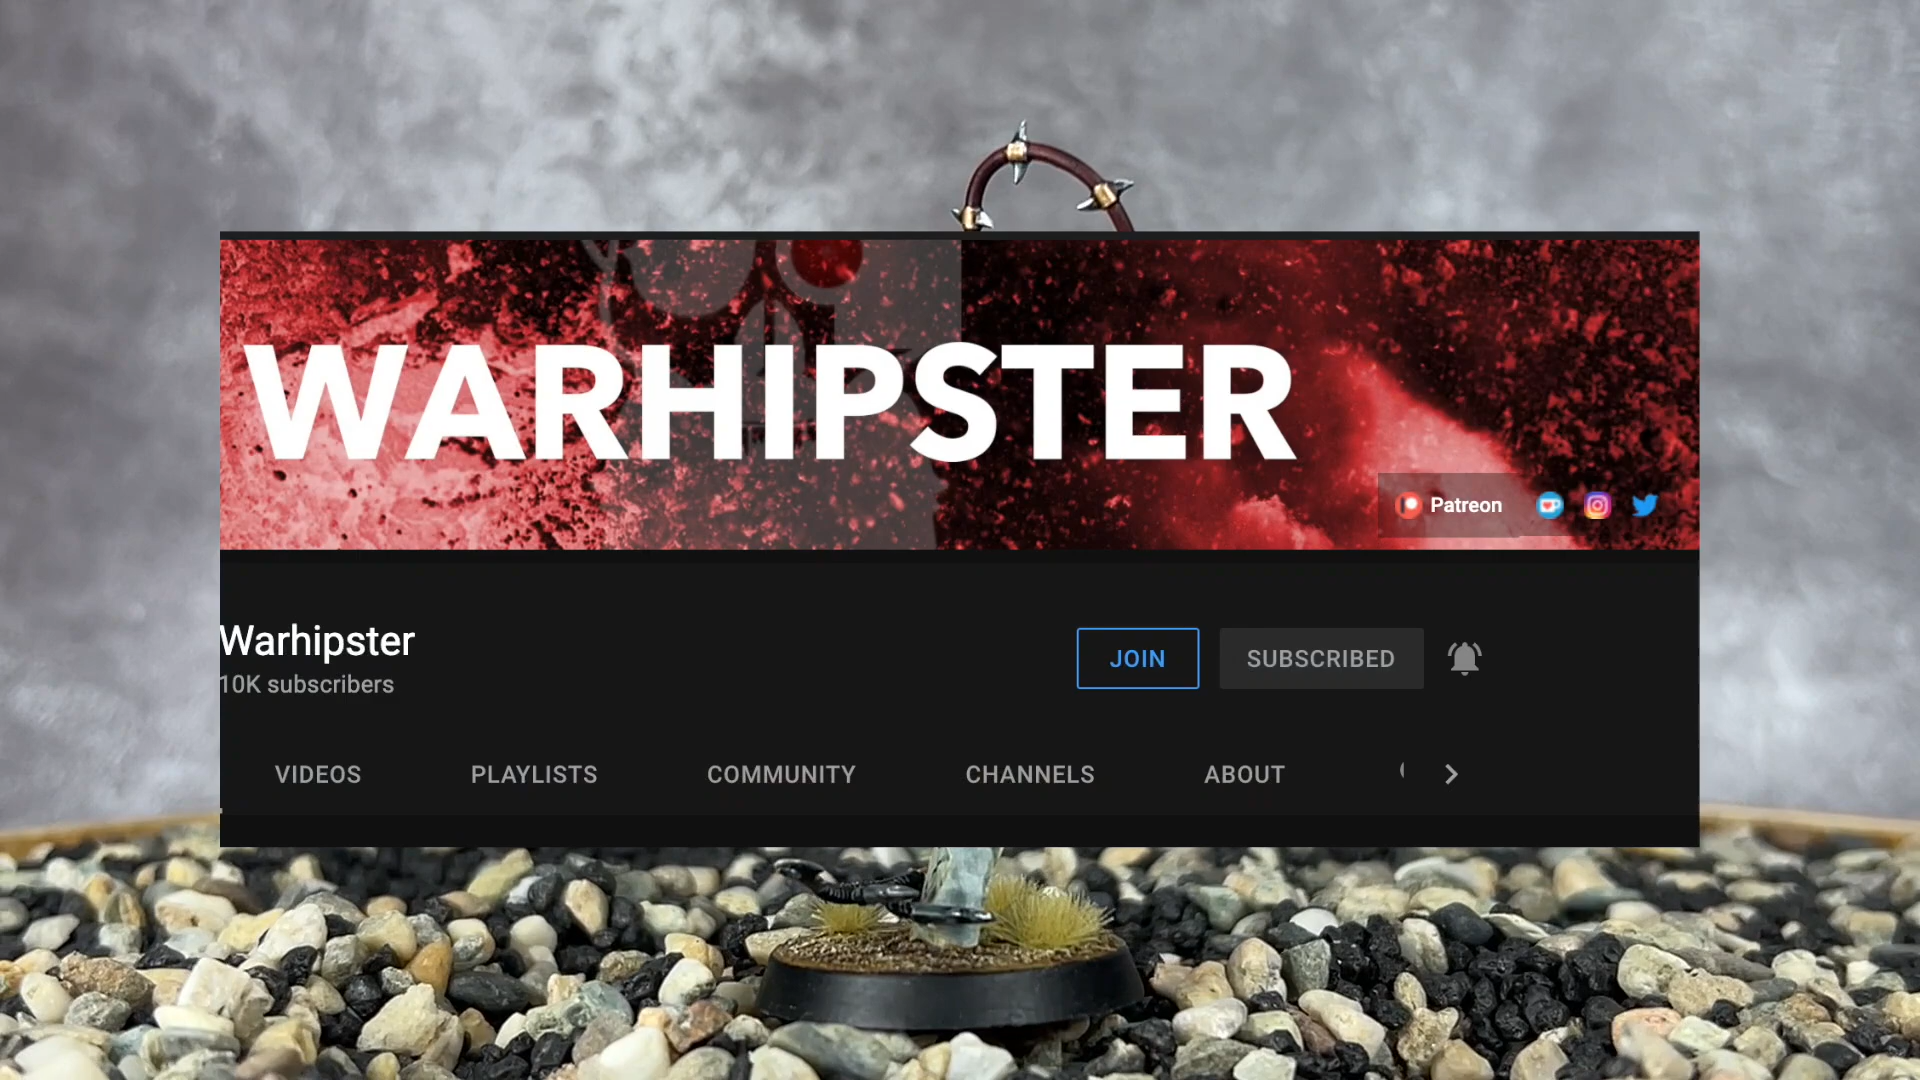 WARHIPSTER
Patreon
Warhipster
10K subscribers
JOIN
SUBSCRIBED
VIDEOS
PLAYLISTS
COMMUNITY
CHANNELS
ABOUT